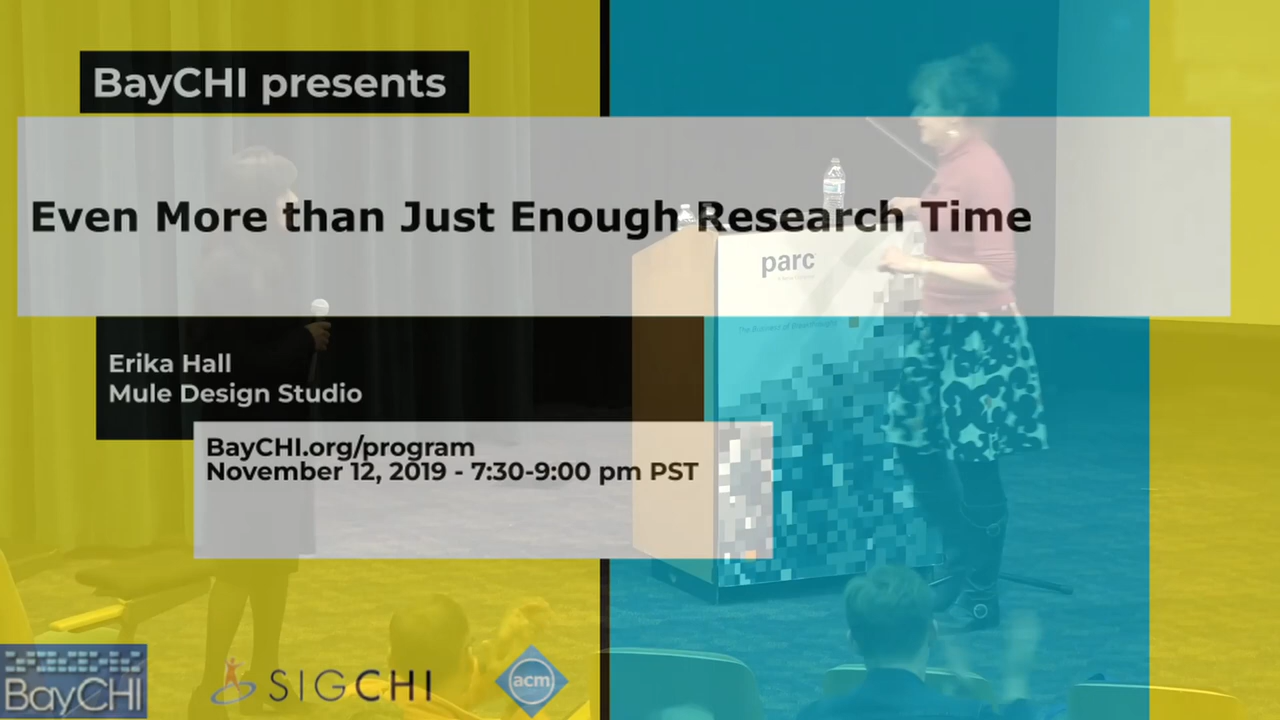 BayCHI presents
Even More than Just Enough Research Time
parc
Erika Hall
Mule Design Studio
BayCHI.org/program
November 12, 2019 - 7:30-9:00 pm PST
BayCHI
SIGCHI
acm